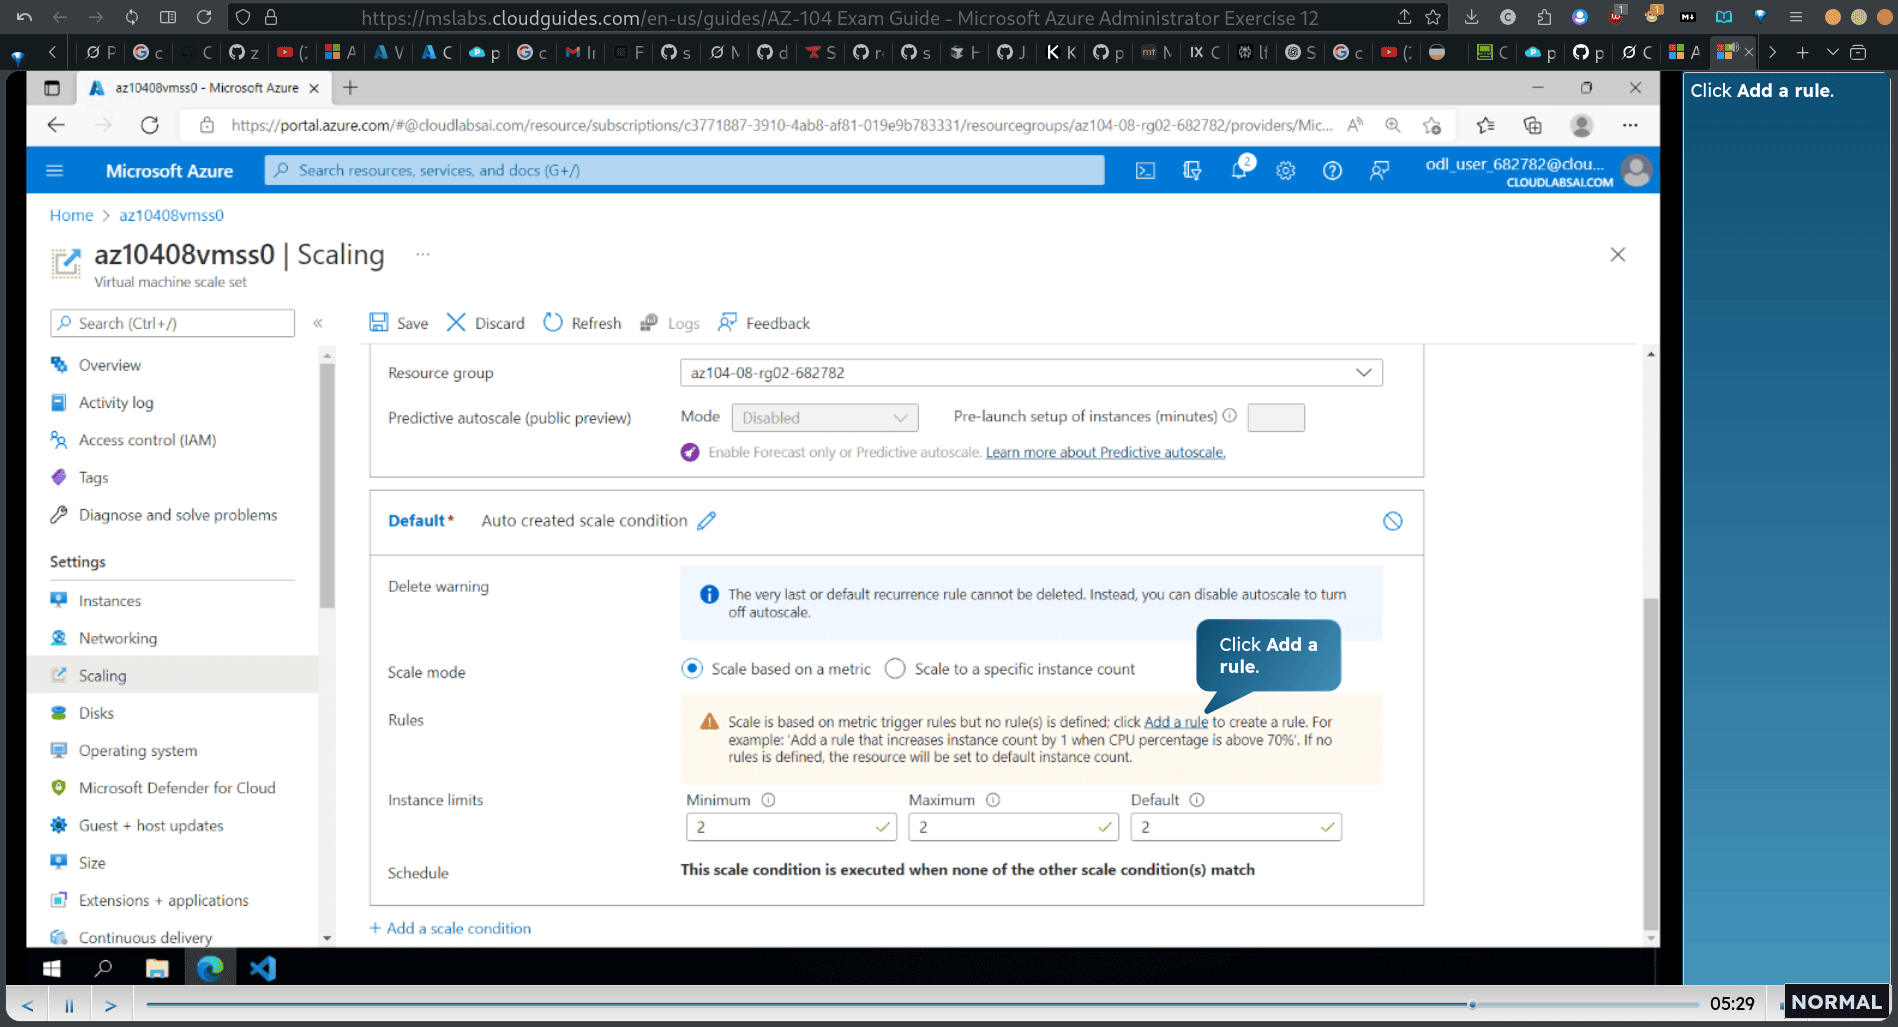 https://mslabs.cloudguides.com/en-us/guides/AZ-104 Exam Guide - Microsoft Azure Administrator Exercise 12
az10408vmss0 - Microsoft Azure
Click Add a rule.
https://portal.azure.com/#@cloudlabsai.com/resource/subscriptions/c3771887-3910-4ab8-af81-019e9b783331/resourcegroups/az104-08-rg02-682782/providers/Mic...
Microsoft Azure
Search resources, services, and docs (G+/)
2
odl_user_682782@clou...
CLOUDLABSAI.COM
Home > az10408vmss0
az10408vmss0 | Scaling ...
Virtual machine scale set
Search (Ctrl+/)
«
Save
Discard
Refresh
Logs
Feedback
Overview
Activity log
Access control (IAM)
Tags
Diagnose and solve problems
Settings
Instances
Networking
Scaling
Disks
Operating system
Microsoft Defender for Cloud
Guest + host updates
Size
Extensions + applications
Continuous delivery
Resource group
az104-08-rg02-682782
Predictive autoscale (public preview)
Mode
Disabled
Pre-launch setup of instances (minutes)
Enable Forecast only or Predictive autoscale. Learn more about Predictive autoscale.
Default* Auto created scale condition
Delete warning
The very last or default recurrence rule cannot be deleted. Instead, you can disable autoscale to turn
off autoscale.
Click Add a
rule.
Scale mode
Scale based on a metric
Scale to a specific instance count
Rules
Scale is based on metric trigger rules but no rule(s) is defined; click Add a rule to create a rule. For
example: 'Add a rule that increases instance count by 1 when CPU percentage is above 70%'. If no
rules is defined, the resource will be set to default instance count.
Instance limits
Minimum
Maximum
Default
2
2
2
Schedule
This scale condition is executed when none of the other scale condition(s) match
+ Add a scale condition
05:29
NORMAL